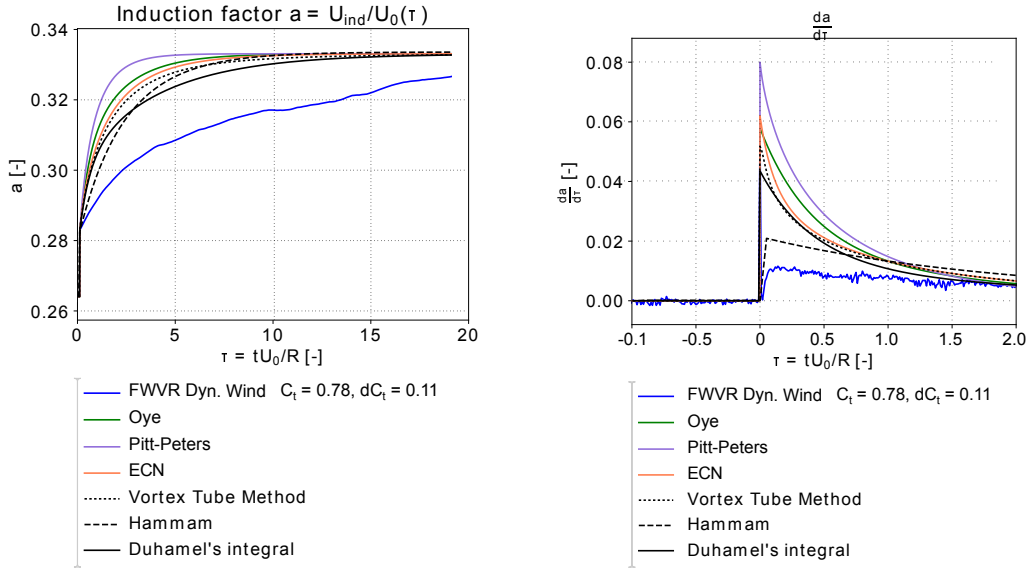 Induction factor a = U_ind/U_0(τ)
0.34
0.32
0.30
0.28
0.26
a [-]
0
5
10
15
20
τ = tU_0/R [-]
FWVR Dyn. Wind C_t = 0.78, dC_t = 0.11
Oye
Pitt-Peters
ECN
Vortex Tube Method
Hammam
Duhamel's integral
da
dτ
0.08
0.06
0.04
0.02
0.00
da/dτ [-]
-0.1
-0.5
0
0.5
1.0
1.5
2.0
τ = tU_0/R [-]
FWVR Dyn. Wind C_t = 0.78, dC_t = 0.11
Oye
Pitt-Peters
ECN
Vortex Tube Method
Hammam
Duhamel's integral